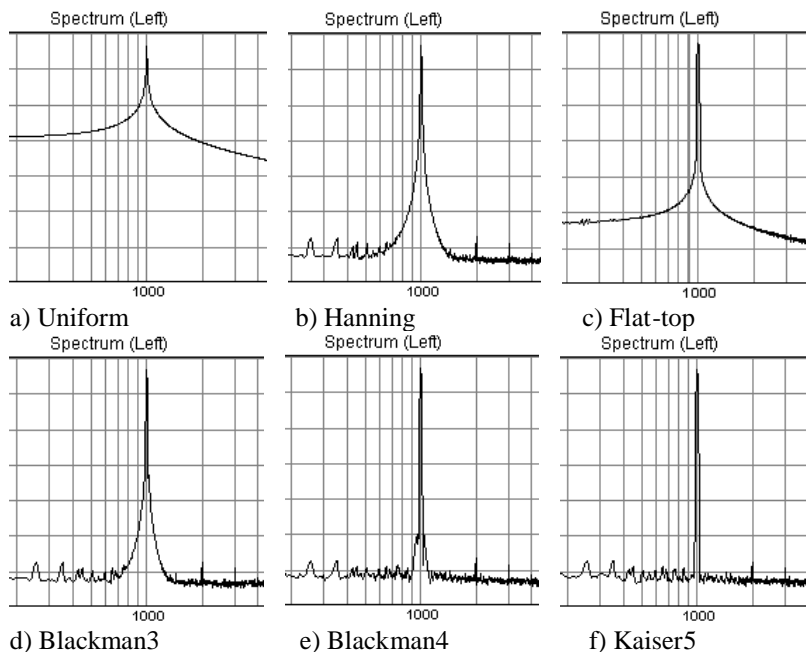 Spectrum (Left)
Spectrum (Left)
Spectrum (Left)
1000
1000
1000
a) Uniform
b) Hanning
c) Flat-top
Spectrum (Left)
Spectrum (Left)
Spectrum (Left)
1000
1000
1000
d) Blackman3
e) Blackman4
f) Kaiser5